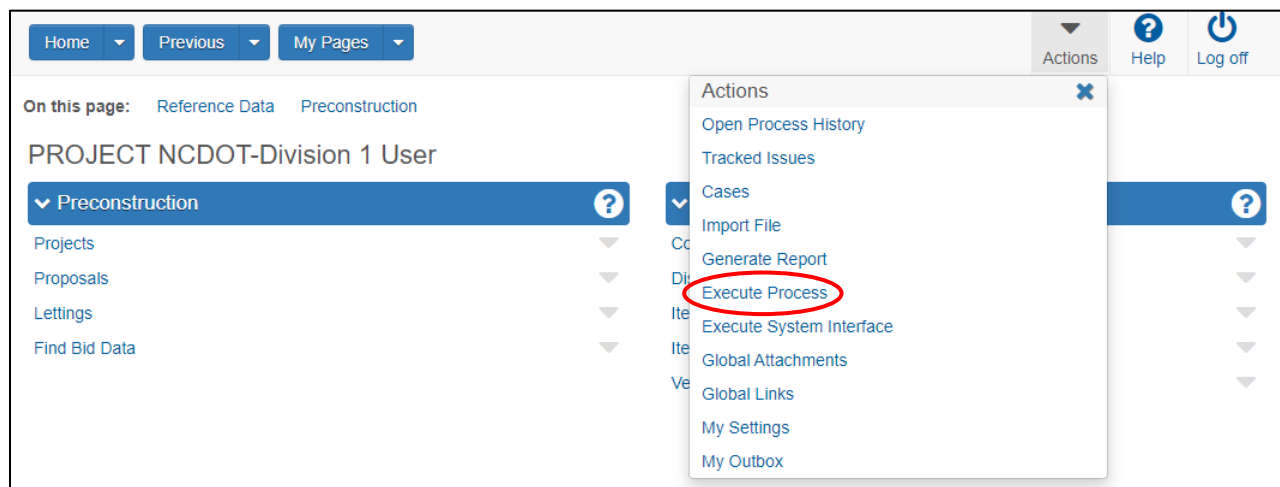 Home Previous My Pages
Actions Help Log off
On this page: Reference Data Preconstruction
PROJECT NCDOT-Division 1 User
Preconstruction
Projects
Proposals
Lettings
Find Bid Data
Actions
Open Process History
Tracked Issues
Cases
Import File
Generate Report
Execute Process
Execute System Interface
Global Attachments
Global Links
My Settings
My Outbox